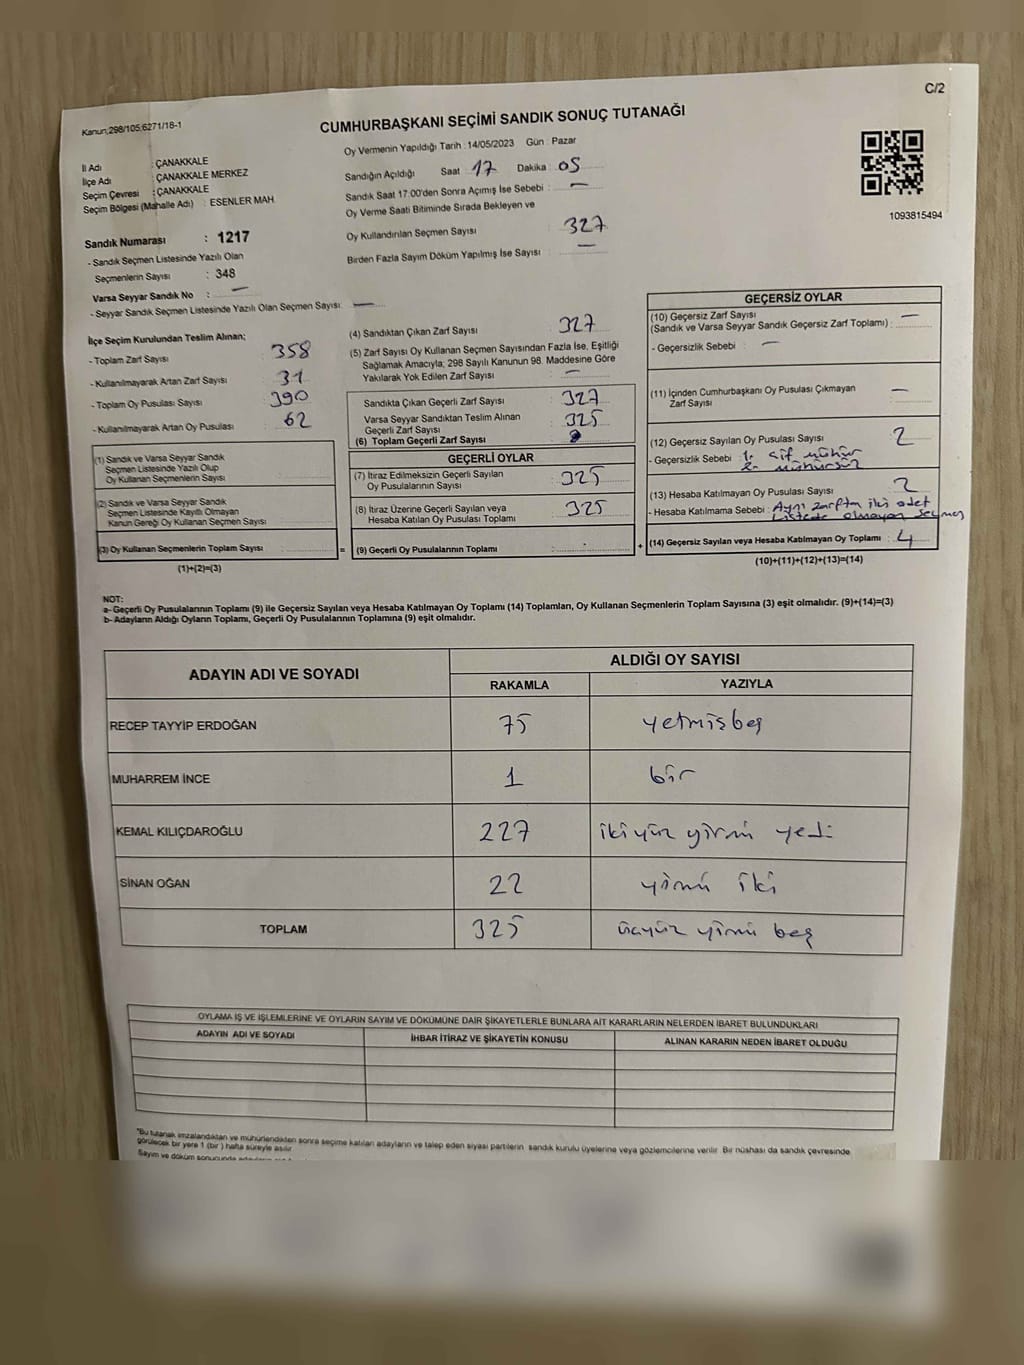 Kanun;298/105;6271/18-1
C/2
CUMHURBAŞKANI SEÇİMİ SANDIK SONUÇ TUTANAĞI
İl Adı : ÇANAKKALE
İlçe Adı : ÇANAKKALE MERKEZ
Seçim Çevresi : ÇANAKKALE
Seçim Bölgesi (Mahalle Adı) : ESENLER MAH.
Sandık Numarası : 1217
- Sandık Seçmen Listesinde Yazılı Olan
Seçmenlerin Sayısı : 348
Varsa Seyyar Sandık No : —
- Seyyar Sandık Seçmen Listesinde Yazılı Olan Seçmen Sayısı: —
Oy Vermenin Yapıldığı Tarih : 14/05/2023 Gün : Pazar
Sandığın Açıldığı Saat 17 Dakika 05
Sandık Saat 17:00'den Sonra Açımış İse Sebebi : —
Oy Verme Saati Bitiminde Sırada Bekleyen ve
Oy Kullandırılan Seçmen Sayısı : 327
Birden Fazla Sayım Döküm Yapılmış İse Sayısı : —
1093815494
İlçe Seçim Kurulundan Teslim Alınan;
- Toplam Zarf Sayısı : 358
- Kullanılmayarak Artan Zarf Sayısı : 31
- Toplam Oy Pusulası Sayısı : 390
- Kullanılmayarak Artan Oy Pusulası : 62
(4) Sandıktan Çıkan Zarf Sayısı : 327
(5) Zarf Sayısı Oy Kullanan Seçmen Sayısından Fazla İse, Eşitliği
Sağlamak Amacıyla; 298 Sayılı Kanunun 98. Maddesine Göre
Yakılarak Yok Edilen Zarf Sayısı : —
Sandıkta Çıkan Geçerli Zarf Sayısı : 327
Varsa Seyyar Sandıktan Teslim Alınan
Geçerli Zarf Sayısı : 325
(6) Toplam Geçerli Zarf Sayısı :
GEÇERSİZ OYLAR
(10) Geçersiz Zarf Sayısı
(Sandık ve Varsa Seyyar Sandık Geçersiz Zarf Toplamı) : —
- Geçersizlik Sebebi : —
(11) İçinden Cumhurbaşkanı Oy Pusulası Çıkmayan
Zarf Sayısı : —
(12) Geçersiz Sayılan Oy Pusulası Sayısı : 2
- Geçersizlik Sebebi : 1. çif mühür
2. mühürsüz
(13) Hesaba Katılmayan Oy Pusulası Sayısı : 2
- Hesaba Katılmama Sebebi : Aynı zarftan iki adet
Listede olmayan seçmen
(14) Geçersiz Sayılan veya Hesaba Katılmayan Oy Toplamı : 4
(10)+(11)+(12)+(13)=(14)
(1) Sandık ve Varsa Seyyar Sandık
Seçmen Listesinde Yazılı Olup
Oy Kullanan Seçmenlerin Sayısı :
(2) Sandık ve Varsa Seyyar Sandık
Seçmen Listesinde Kayıtlı Olmayan
Kanun Gereği Oy Kullanan Seçmen Sayısı :
(3) Oy Kullanan Seçmenlerin Toplam Sayısı : =
(1)+(2)=(3)
GEÇERLİ OYLAR
(7) İtiraz Edilmeksizin Geçerli Sayılan
Oy Pusulalarının Sayısı : 325
(8) İtiraz Üzerine Geçerli Sayılan veya
Hesaba Katılan Oy Pusulası Toplamı : 325
(9) Geçerli Oy Pusulalarının Toplamı : +
NOT:
a- Geçerli Oy Pusulalarının Toplamı (9) ile Geçersiz Sayılan veya Hesaba Katılmayan Oy Toplamı (14) Toplamları, Oy Kullanan Seçmenlerin Toplam Sayısına (3) eşit olmalıdır. (9)+(14)=(3)
b- Adayların Aldığı Oyların Toplamı, Geçerli Oy Pusulalarının Toplamına (9) eşit olmalıdır.
ADAYIN ADI VE SOYADI
ALDIĞI OY SAYISI
RAKAMLA YAZIYLA
RECEP TAYYİP ERDOĞAN 75 yetmişbeş
MUHARREM İNCE 1 bir
KEMAL KILIÇDAROĞLU 227 ikiyüz yirmi yedi
SİNAN OĞAN 22 yirmi iki
TOPLAM 325 üçyüz yirmi beş
OYLAMA İŞ VE İŞLEMLERİNE VE OYLARIN SAYIM VE DÖKÜMÜNE DAİR ŞİKAYETLERLE BUNLARA AİT KARARLARIN NELERDEN İBARET BULUNDUKLARI
ADAYIN ADI VE SOYADI İHBAR İTİRAZ VE ŞİKAYETİN KONUSU ALINAN KARARIN NEDEN İBARET OLDUĞU
"Bu tutanak imzalandıktan ve mühürlendikten sonra seçime katılan adayların ve talep eden siyasi partilerin sandık kurulu üyelerine veya gözlemcilerine verilir. Bir nüshası da sandık çevresinde
görülecek bir yere 1 (bir) hafta süreyle asılır.
Sayım ve döküm sonucunda